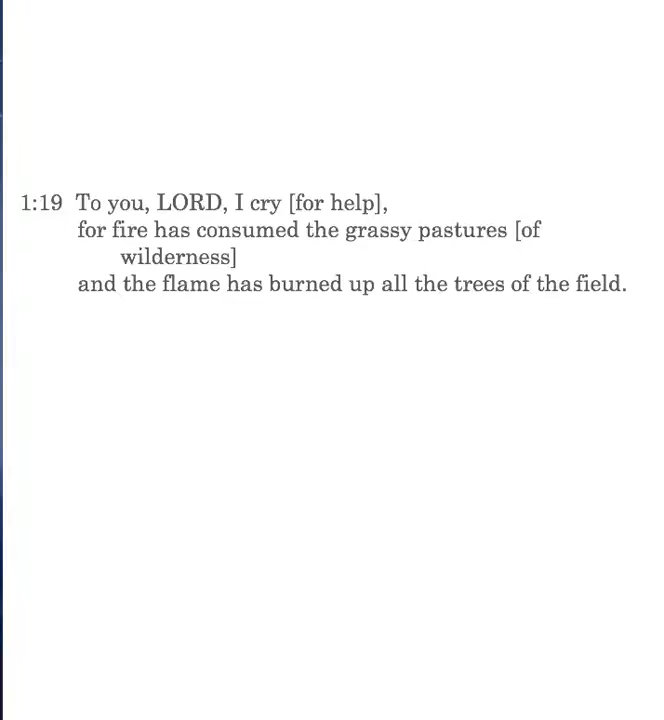 1:19 To you, LORD, I cry [for help],
for fire has consumed the grassy pastures [of
wilderness]
and the flame has burned up all the trees of the field.